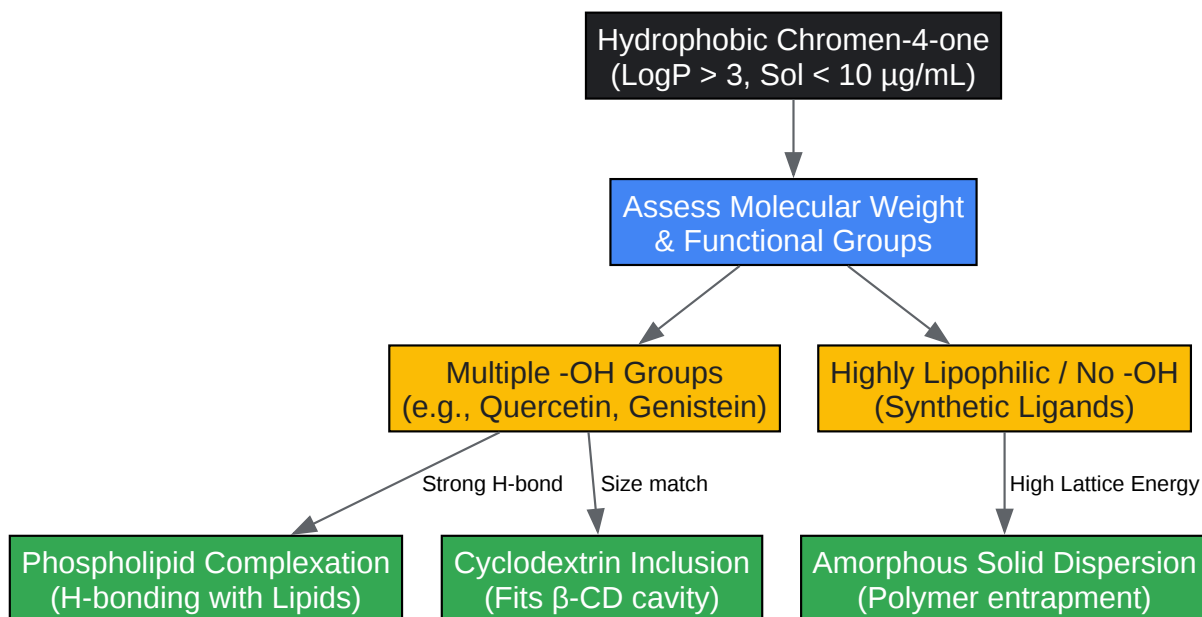 Hydrophobic Chromen-4-one
(LogP > 3, Sol < 10 µg/mL)
Assess Molecular Weight
& Functional Groups
Multiple -OH Groups
(e.g., Quercetin, Genistein)
Highly Lipophilic / No -OH
(Synthetic Ligands)
Strong H-bond
Size match
High Lattice Energy
Phospholipid Complexation
(H-bonding with Lipids)
Cyclodextrin Inclusion
(Fits β-CD cavity)
Amorphous Solid Dispersion
(Polymer entrapment)